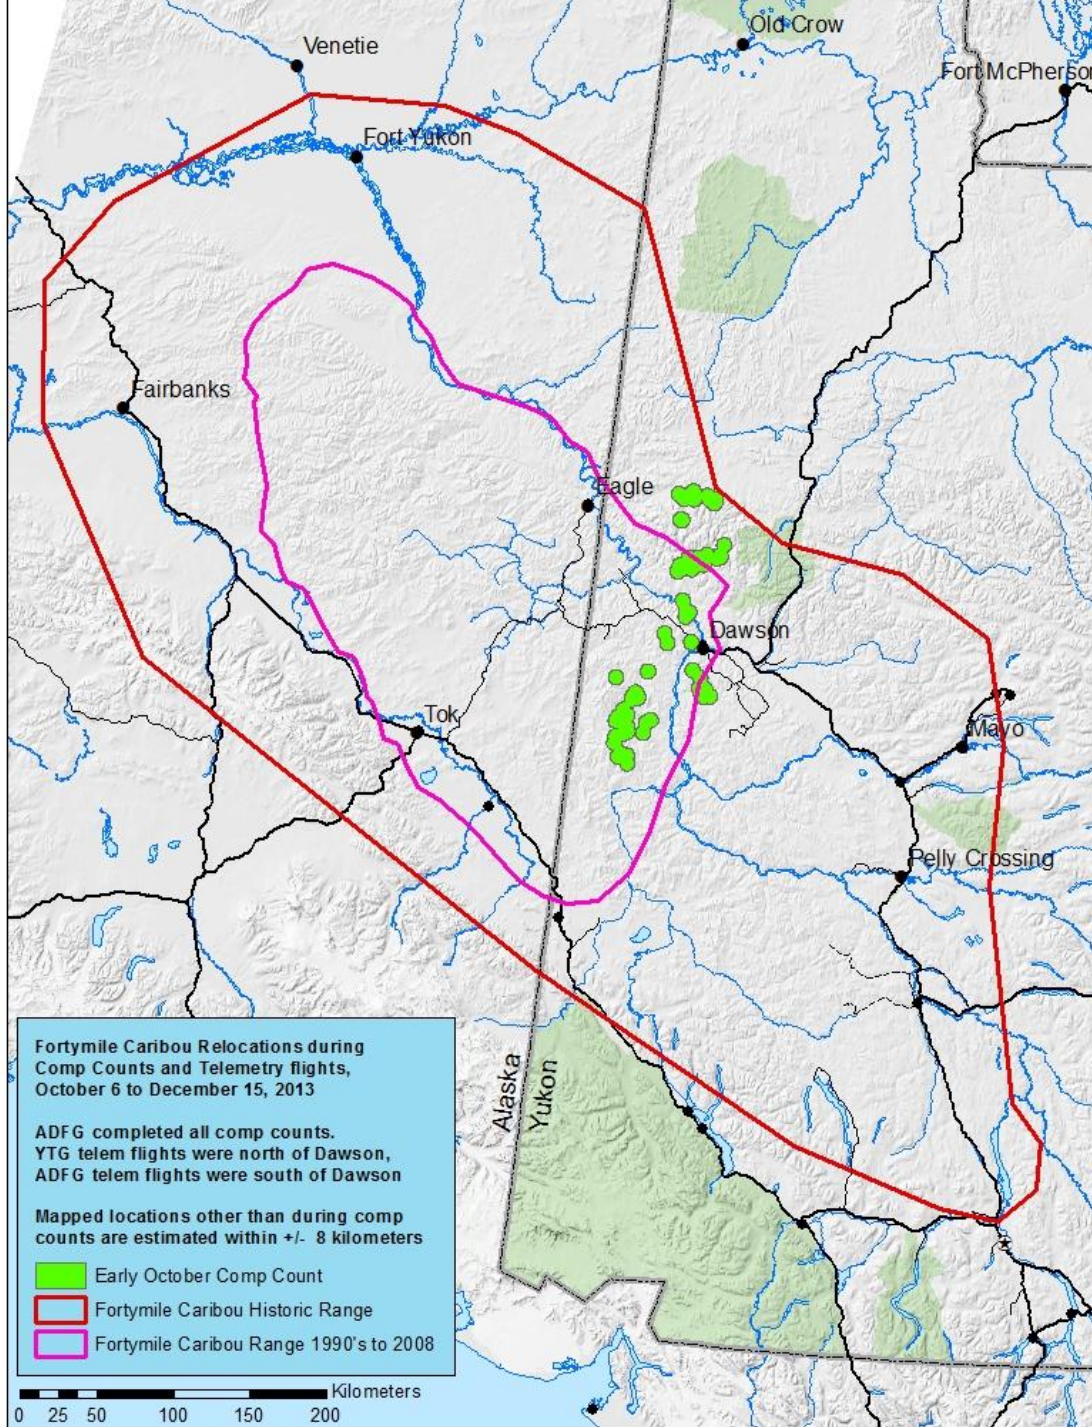 Old Crow
Venetie
Fort McPherson
Fort Yukon
Fairbanks
Eagle
Dawson
Tok
Mayo
Pelly Crossing
Alaska
Yukon
Fortymile Caribou Relocations during
Comp Counts and Telemetry flights,
October 6 to December 15, 2013
ADFG completed all comp counts.
YTG telem flights were north of Dawson,
ADFG telem flights were south of Dawson
Mapped locations other than during comp
counts are estimated within +/- 8 kilometers
Early October Comp Count
Fortymile Caribou Historic Range
Fortymile Caribou Range 1990's to 2008
Kilometers
0 25 50 100 150 200